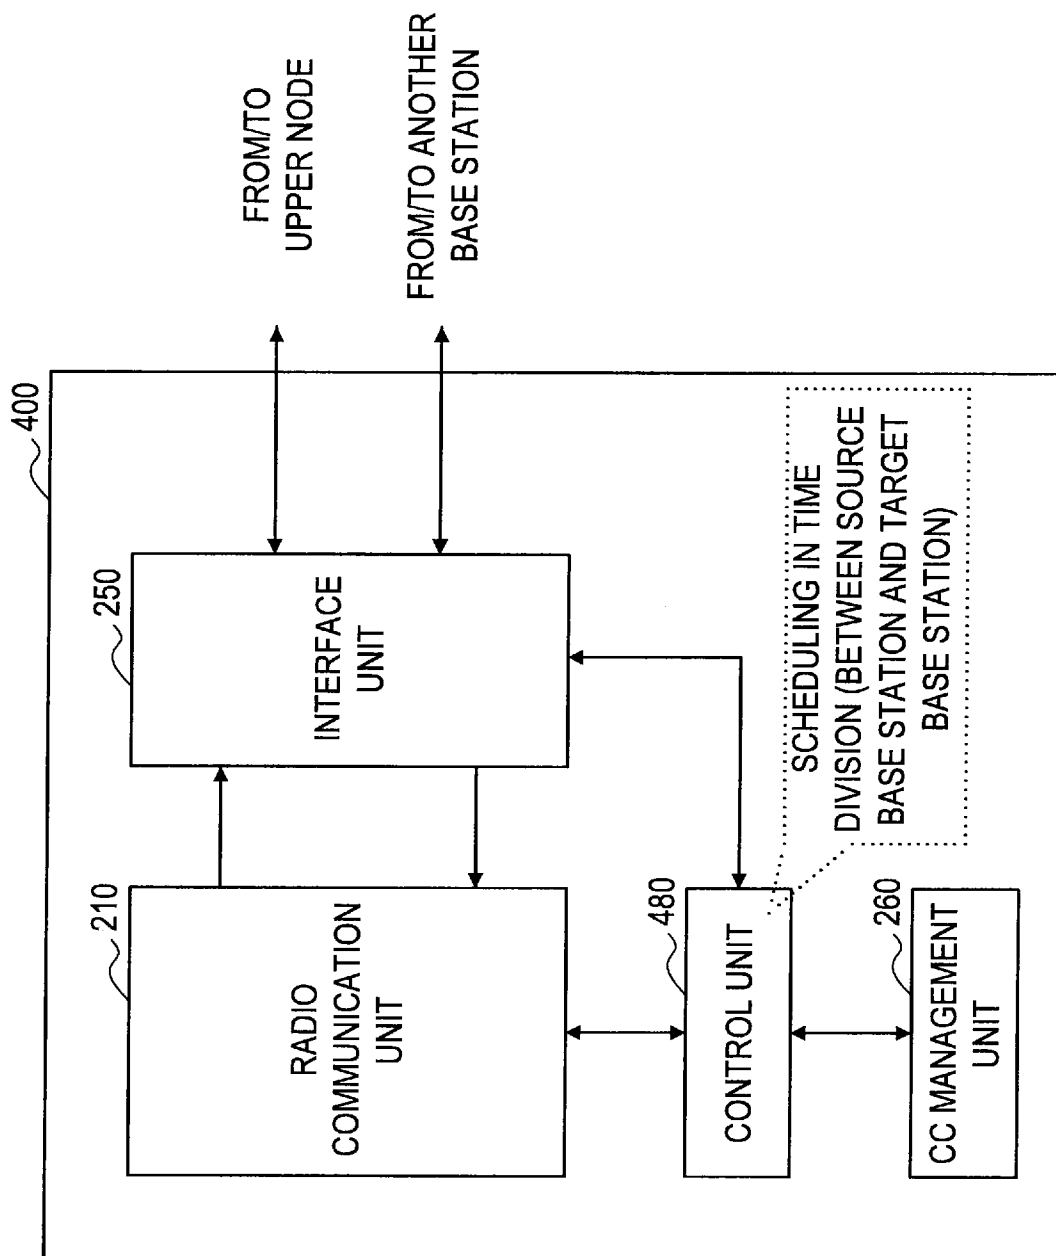 400
210
RADIO
COMMUNICATION
UNIT
250
INTERFACE
UNIT
FROM/TO
UPPER NODE
FROM/TO ANOTHER
BASE STATION
480
CONTROL UNIT
SCHEDULING IN TIME
DIVISION (BETWEEN SOURCE
BASE STATION AND TARGET
BASE STATION)
260
CC MANAGEMENT
UNIT